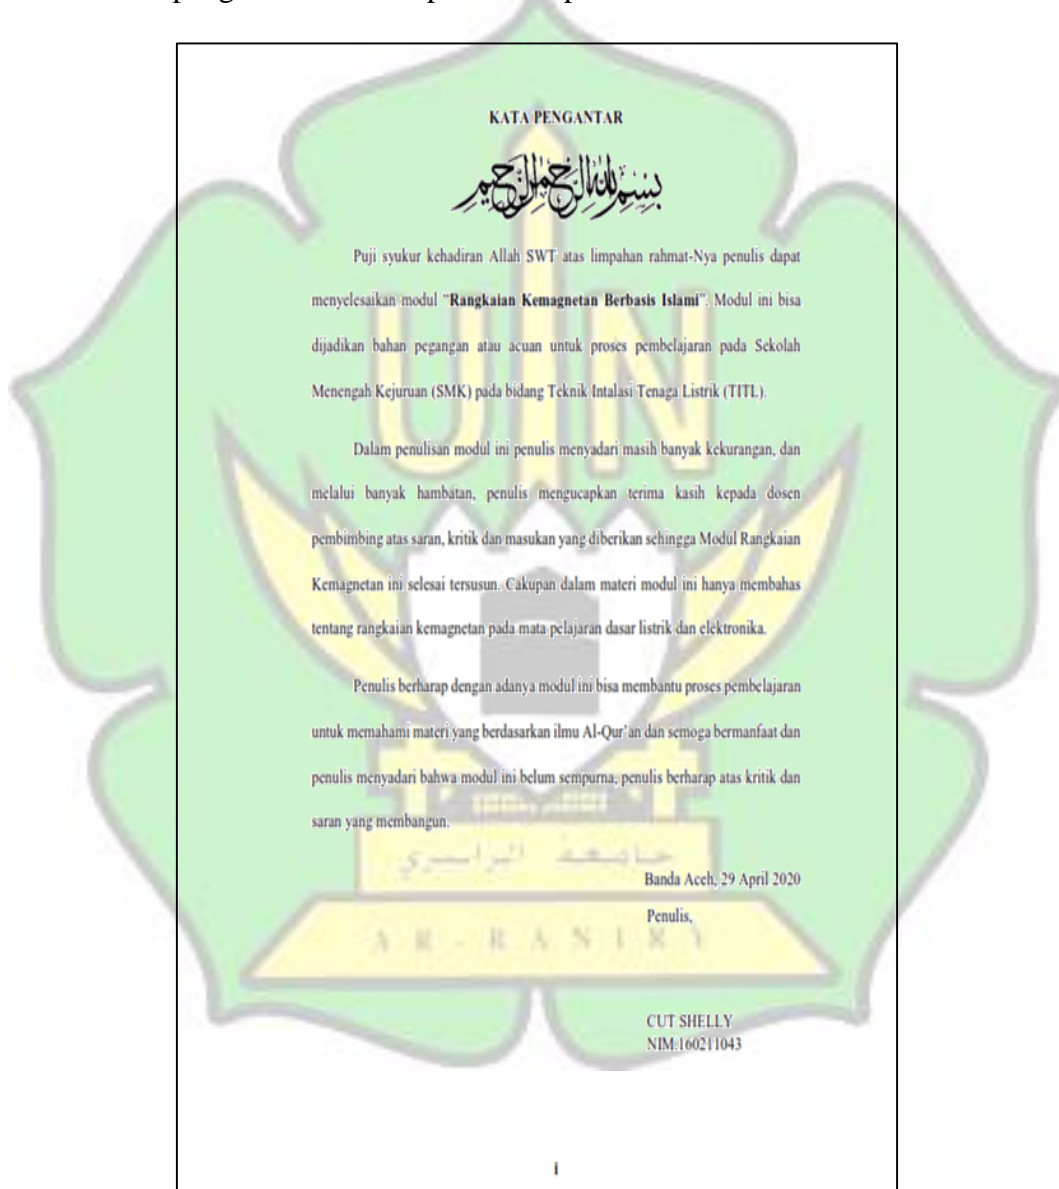 KATA PENGANTAR
بسم الله الرحمن الرحيم
Puji syukur kehadiran Allah SWT atas limpahan rahmat-Nya penulis dapat
menyelesaikan modul “Rangkaian Kemagnetan Berbasis Islami”. Modul ini bisa
dijadikan bahan pegangan atau acuan untuk proses pembelajaran pada Sekolah
Menengah Kejuruan (SMK) pada bidang Teknik Intalasi Tenaga Listrik (TITL).
Dalam penulisan modul ini penulis menyadari masih banyak kekurangan, dan
melalui banyak hambatan, penulis mengucapkan terima kasih kepada dosen
pembimbing atas saran, kritik dan masukan yang diberikan sehingga Modul Rangkaian
Kemagnetan ini selesai tersusun. Cakupan dalam materi modul ini hanya membahas
tentang rangkaian kemagnetan pada mata pelajaran dasar listrik dan elektronika.
Penulis berharap dengan adanya modul ini bisa membantu proses pembelajaran
untuk memahami materi yang berdasarkan ilmu Al-Qur’an dan semoga bermanfaat dan
penulis menyadari bahwa modul ini belum sempurna, penulis berharap atas kritik dan
saran yang membangun.
Banda Aceh, 29 April 2020
Penulis,
CUT SHELLY
NIM.160211043
i
UIN
جامعة الرانيري
AR-RANIRY